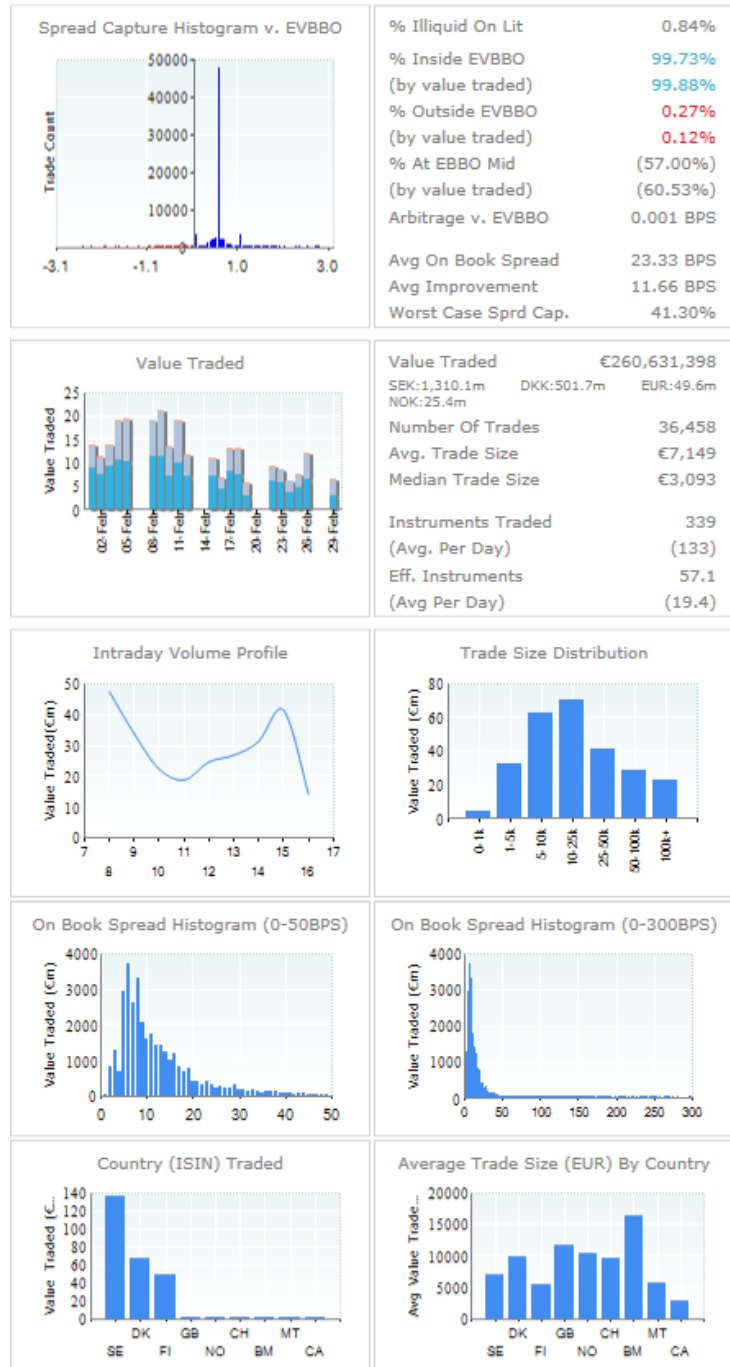 Spread Capture Histogram v. EVBBO
Trade Count
50000
40000
30000
20000
10000
0
-3.1 -1.1 1.0 3.0
% Illiquid On Lit 0.84%
% Inside EVBBO 99.73%
(by value traded) 99.88%
% Outside EVBBO 0.27%
(by value traded) 0.12%
% At EBBO Mid (57.00%)
(by value traded) (60.53%)
Arbitrage v. EVBBO 0.001 BPS
Avg On Book Spread 23.33 BPS
Avg Improvement 11.66 BPS
Worst Case Sprd Cap. 41.30%
Value Traded
Value Traded
25
20
15
10
5
0
02-Feb 05-Feb 08-Feb 11-Feb 14-Feb 17-Feb 20-Feb 23-Feb 26-Feb 29-Feb
Value Traded €260,631,398
SEK:1,310.1m DKK:501.7m EUR:49.6m
NOK:25.4m
Number Of Trades 36,458
Avg. Trade Size €7,149
Median Trade Size €3,093
Instruments Traded 339
(Avg. Per Day) (133)
Eff. Instruments 57.1
(Avg Per Day) (19.4)
Intraday Volume Profile
Value Traded(€m)
50
40
30
20
10
0
7 9 11 13 15 17
8 10 12 14 16
Trade Size Distribution
Value Traded (€m)
80
60
40
20
0
0-1k 1-5k 5-10k 10-25k 25-50k 50-100k 100k+
On Book Spread Histogram (0-50BPS)
Value Traded (€m)
4000
3000
2000
1000
0
0 10 20 30 40 50
On Book Spread Histogram (0-300BPS)
Value Traded (€m)
4000
3000
2000
1000
0
0 50 100 150 200 250 300
Country (ISIN) Traded
Value Traded (€...
140
120
100
80
60
40
20
0
DK GB CH MT
SE FI NO BM CA
Average Trade Size (EUR) By Country
Avg Value Trade...
20000
15000
10000
5000
0
DK GB CH MT
SE FI NO BM CA